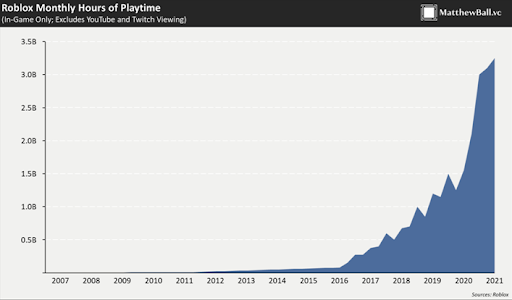 Roblox Monthly Hours of Playtime
(In-Game Only; Excludes YouTube and Twitch Viewing)
MatthewBall.vc
3.5B
3.0B
2.5B
2.0B
1.5B
1.0B
0.5B
2007 2008 2009 2010 2011 2012 2013 2014 2015 2016 2017 2018 2019 2020 2021
Sources: Roblox